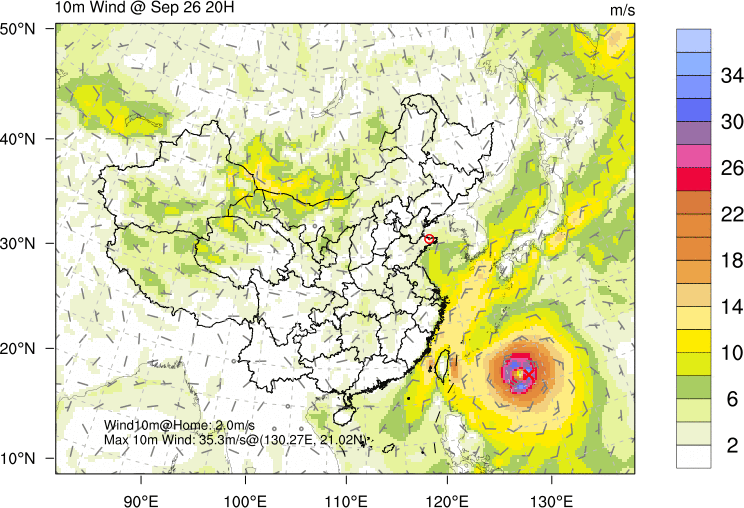 10m Wind @ Sep 26 20H
m/s
50°N
40°N
30°N
20°N
10°N
90°E
100°E
110°E
120°E
130°E
Wind10m@Home: 2.0m/s
Max 10m Wind: 35.3m/s@(130.27E, 21.02N)
34
30
26
22
18
14
10
6
2